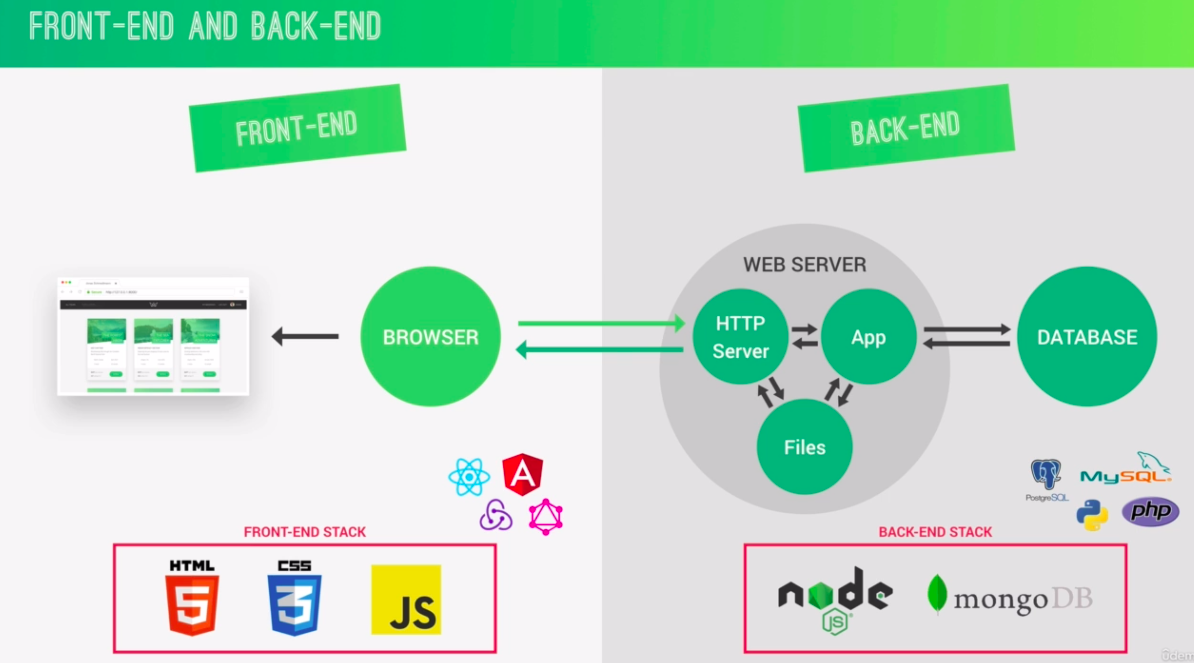 FRONT-END AND BACK-END
FRONT-END
BACK-END
BROWSER
WEB SERVER
HTTP
Server
App
Files
DATABASE
PostgreSQL
MySQL
php
FRONT-END STACK
HTML
5
CSS
3
JS
BACK-END STACK
node
JS
mongoDB